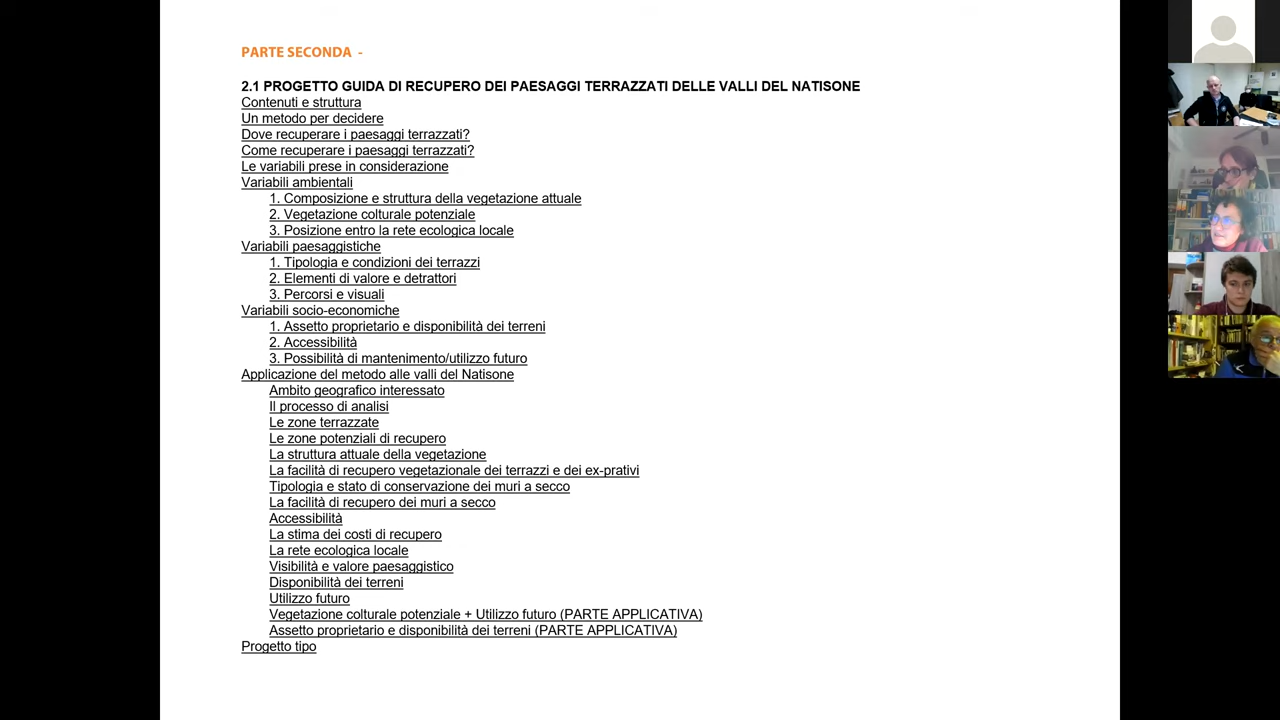 PARTE SECONDA -
2.1 PROGETTO GUIDA DI RECUPERO DEI PAESAGGI TERRAZZATI DELLE VALLI DEL NATISONE
Contenuti e struttura
Un metodo per decidere
Dove recuperare i paesaggi terrazzati?
Come recuperare i paesaggi terrazzati?
Le variabili prese in considerazione
Variabili ambientali
1. Composizione e struttura della vegetazione attuale
2. Vegetazione colturale potenziale
3. Posizione entro la rete ecologica locale
Variabili paesaggistiche
1. Tipologia e condizioni dei terrazzi
2. Elementi di valore e detrattori
3. Percorsi e visuali
Variabili socio-economiche
1. Assetto proprietario e disponibilità dei terreni
2. Accessibilità
3. Possibilità di mantenimento/utilizzo futuro
Applicazione del metodo alle valli del Natisone
Ambito geografico interessato
Il processo di analisi
Le zone terrazzate
Le zone potenziali di recupero
La struttura attuale della vegetazione
La facilità di recupero vegetazionale dei terrazzi e dei ex-prativi
Tipologia e stato di conservazione dei muri a secco
La facilità di recupero dei muri a secco
Accessibilità
La stima dei costi di recupero
La rete ecologica locale
Visibilità e valore paesaggistico
Disponibilità dei terreni
Utilizzo futuro
Vegetazione colturale potenziale + Utilizzo futuro (PARTE APPLICATIVA)
Assetto proprietario e disponibilità dei terreni (PARTE APPLICATIVA)
Progetto tipo